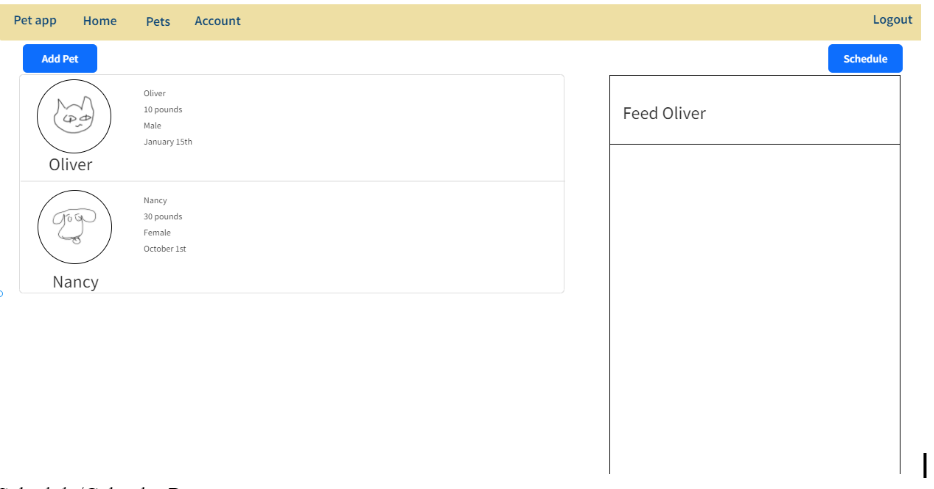 Pet app Home Pets Account Logout
Add Pet
Schedule
Oliver
10 pounds
Male
January 15th
Oliver
Nancy
30 pounds
Female
October 1st
Nancy
Feed Oliver